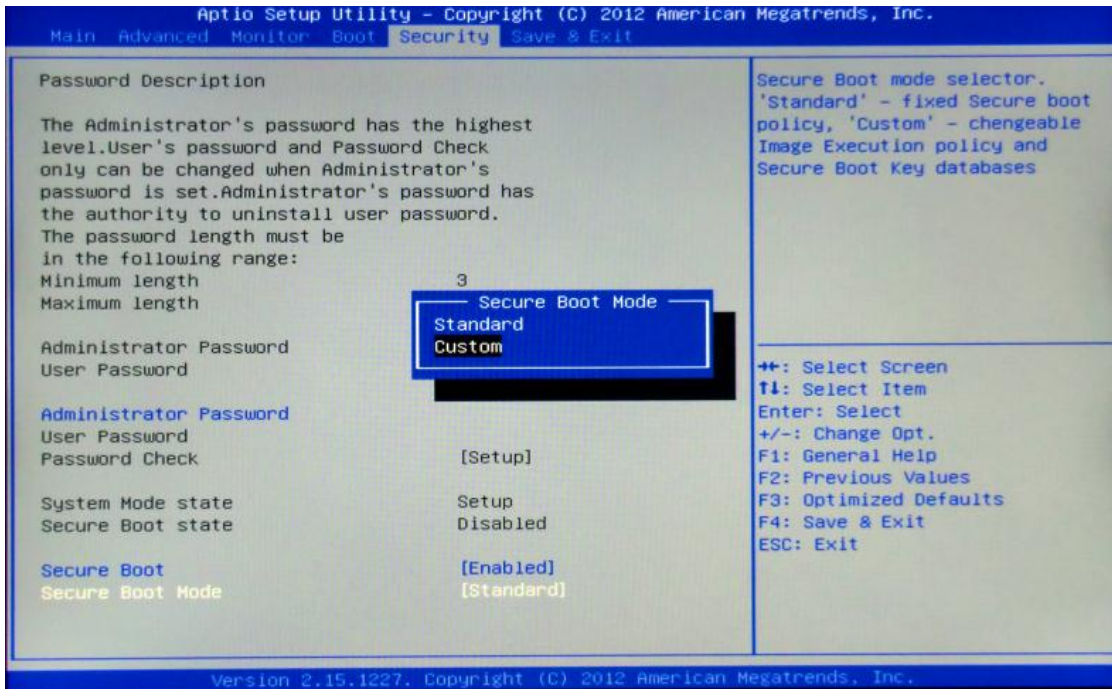 Aptio Setup Utility – Copyright (C) 2012 American Megatrends, Inc.
Main Advanced Monitor Boot Security Save & Exit
Password Description
The Administrator's password has the highest
level.User's password and Password Check
only can be changed when Administrator's
password is set.Administrator's password has
the authority to uninstall user password.
The password length must be
in the following range:
Minimum length 3
Maximum length
Administrator Password
User Password
Administrator Password
User Password
Password Check [Setup]
System Mode state Setup
Secure Boot state Disabled
Secure Boot [Enabled]
Secure Boot Mode [Standard]
Secure Boot Mode
Standard
Custom
Secure Boot mode selector.
'Standard' – fixed Secure boot
policy, 'Custom' – chengeable
Image Execution policy and
Secure Boot Key databases
→←: Select Screen
↑↓: Select Item
Enter: Select
+/-: Change Opt.
F1: General Help
F2: Previous Values
F3: Optimized Defaults
F4: Save & Exit
ESC: Exit
Version 2.15.1227. Copyright (C) 2012 American Megatrends, Inc.